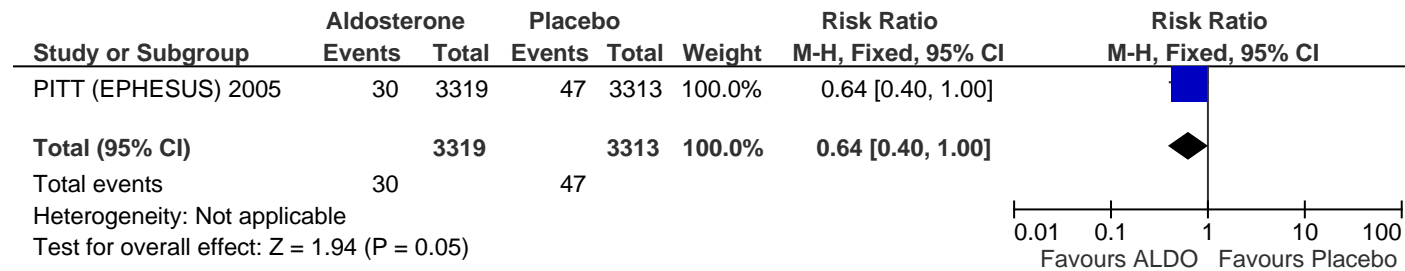 Aldosterone Placebo Risk Ratio Risk Ratio
Study or Subgroup Events Total Events Total Weight M-H, Fixed, 95% CI M-H, Fixed, 95% CI
PITT (EPHESUS) 2005 30 3319 47 3313 100.0% 0.64 [0.40, 1.00]
Total (95% CI) 3319 3313 100.0% 0.64 [0.40, 1.00]
Total events 30 47
Heterogeneity: Not applicable
Test for overall effect: Z = 1.94 (P = 0.05)
0.01 0.1 1 10 100
Favours ALDO Favours Placebo